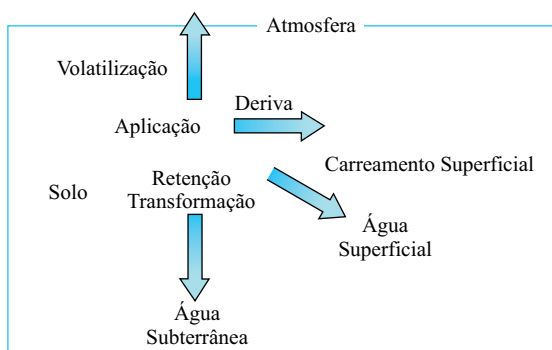 Atmosfera
Volatilização
Deriva
Aplicação
Carreamento Superficial
Solo
Retenção
Transformação
Água
Superficial
Água
Subterrânea